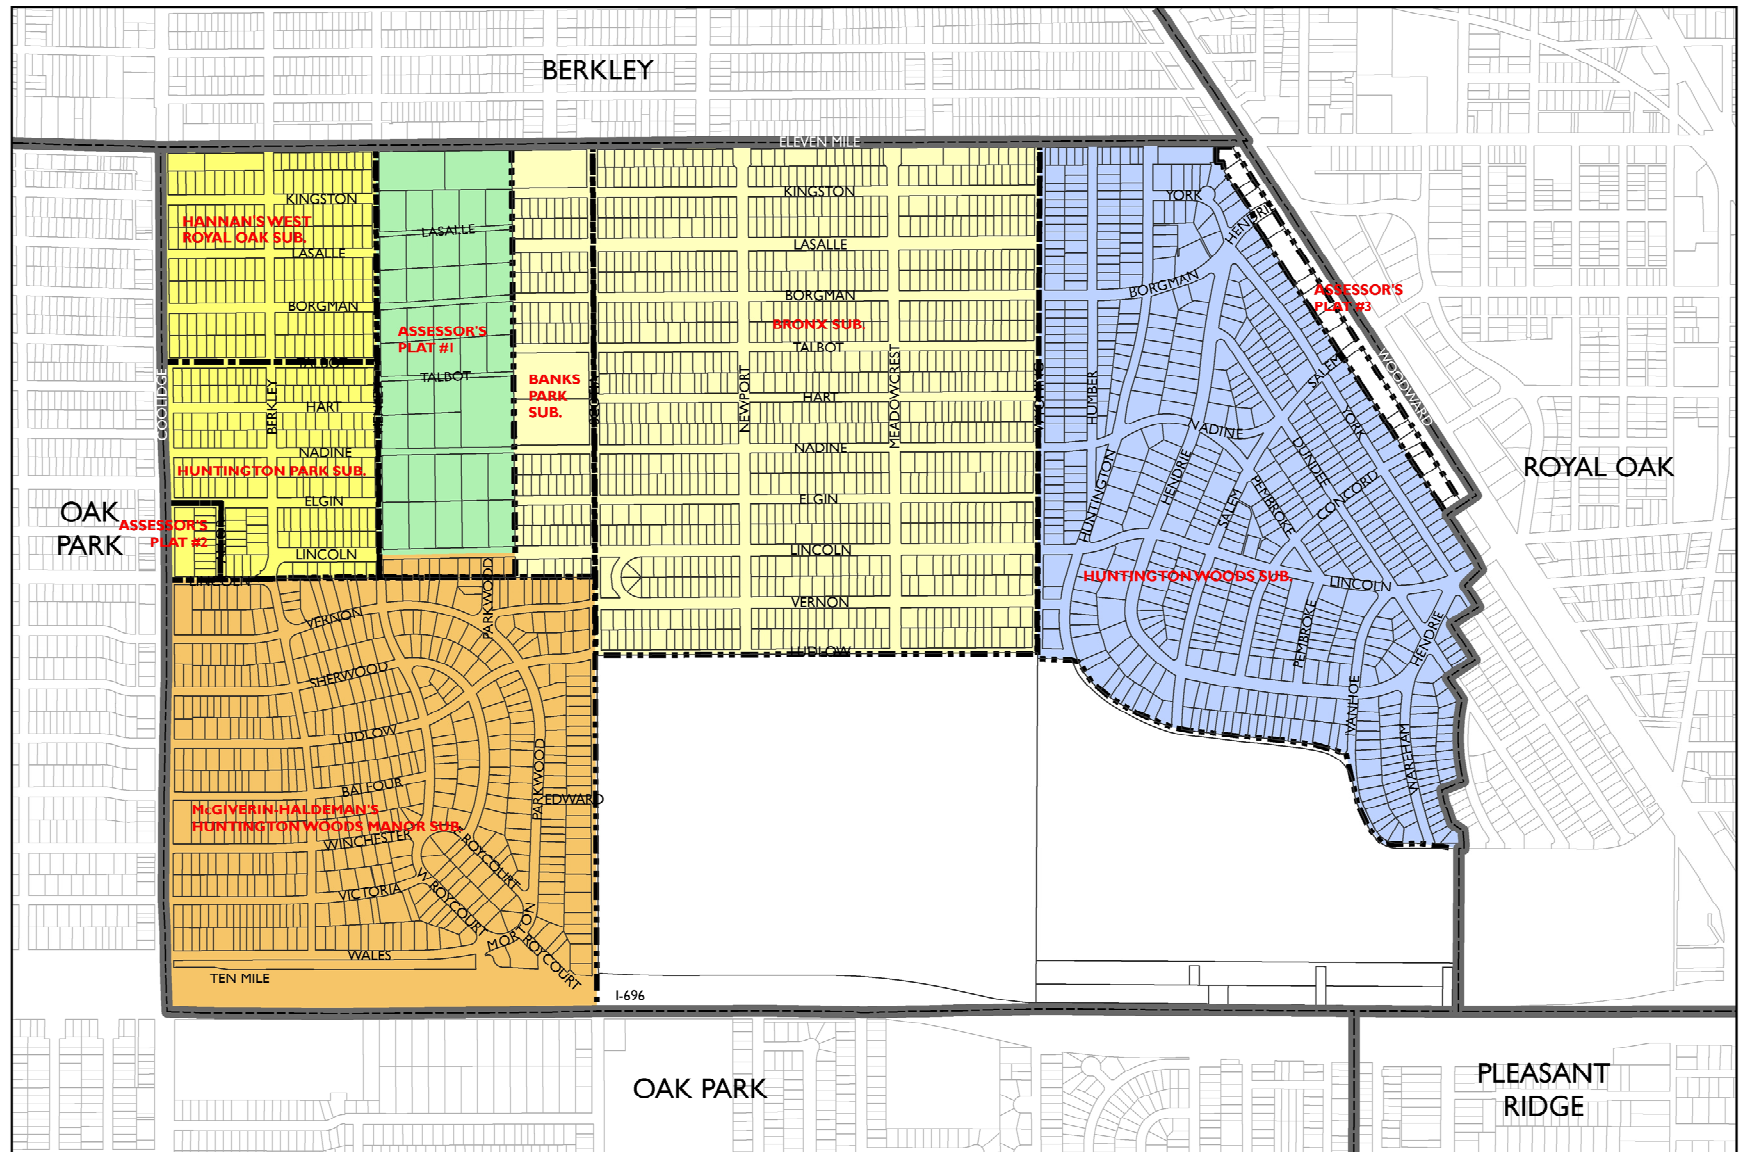 BERKLEY
ELEVEN MILE
KINGSTON
KINGSTON
YORK
HANNAN'S WEST
ROYAL OAK SUB.
LASALLE
LASALLE
LASALLE
BORGMAN
ASSESSOR'S
PLAT #3
BORGMAN
BORGMAN
ASSESSOR'S
PLAT #1
BRONX SUB.
TALBOT
TALBOT
TALBOT
BANKS
PARK
SUB.
COOLIDGE
BERKLEY
HART
NEWPORT
HART
MEADOWCREST
HUMBER
SALEM
YORK
WOODWARD
NADINE
NADINE
NADINE
HUNTINGTON PARK SUB.
ELGIN
ELGIN
HUNTINGTON
HENDRIE
SALEM
PEMBROKE
DUNDEE
CONCORD
ROYAL OAK
OAK
PARK
ASSESSOR'S
PLAT #2
LINCOLN
LINCOLN
LINCOLN
LINCOLN
HUNTINGTON WOODS SUB.
VERNON
PARKWOOD
VERNON
PEMBROKE
HENDRIE
LUDLOW
SHERWOOD
LUDLOW
IVANHOE
WAREHAM
BALFOUR
PARKWOOD
EDWARD
McGIVERIN-HALDEMAN'S
HUNTINGTON WOODS MANOR SUB.
WINCHESTER
E ROYCOURT
VICTORIA
W ROYCOURT
MORTON
ROYCOURT
WALES
TEN MILE
I-696
OAK PARK
PLEASANT
RIDGE